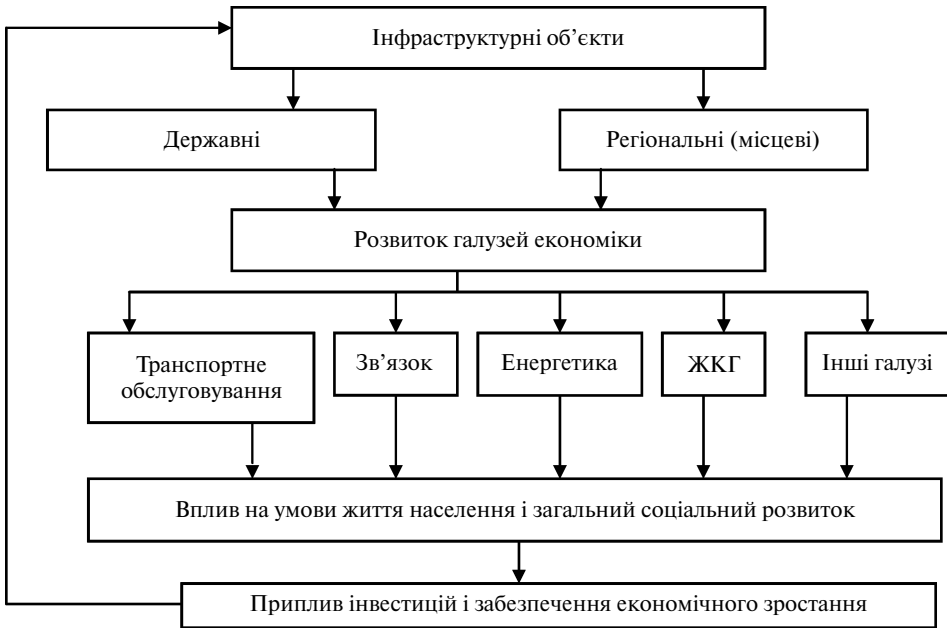 Інфраструктурні об’єкти
Державні
Регіональні (місцеві)
Розвиток галузей економіки
Транспортне
обслуговування
Зв’язок
Енергетика
ЖКГ
Інші галузі
Вплив на умови життя населення і загальний соціальний розвиток
Приплив інвестицій і забезпечення економічного зростання